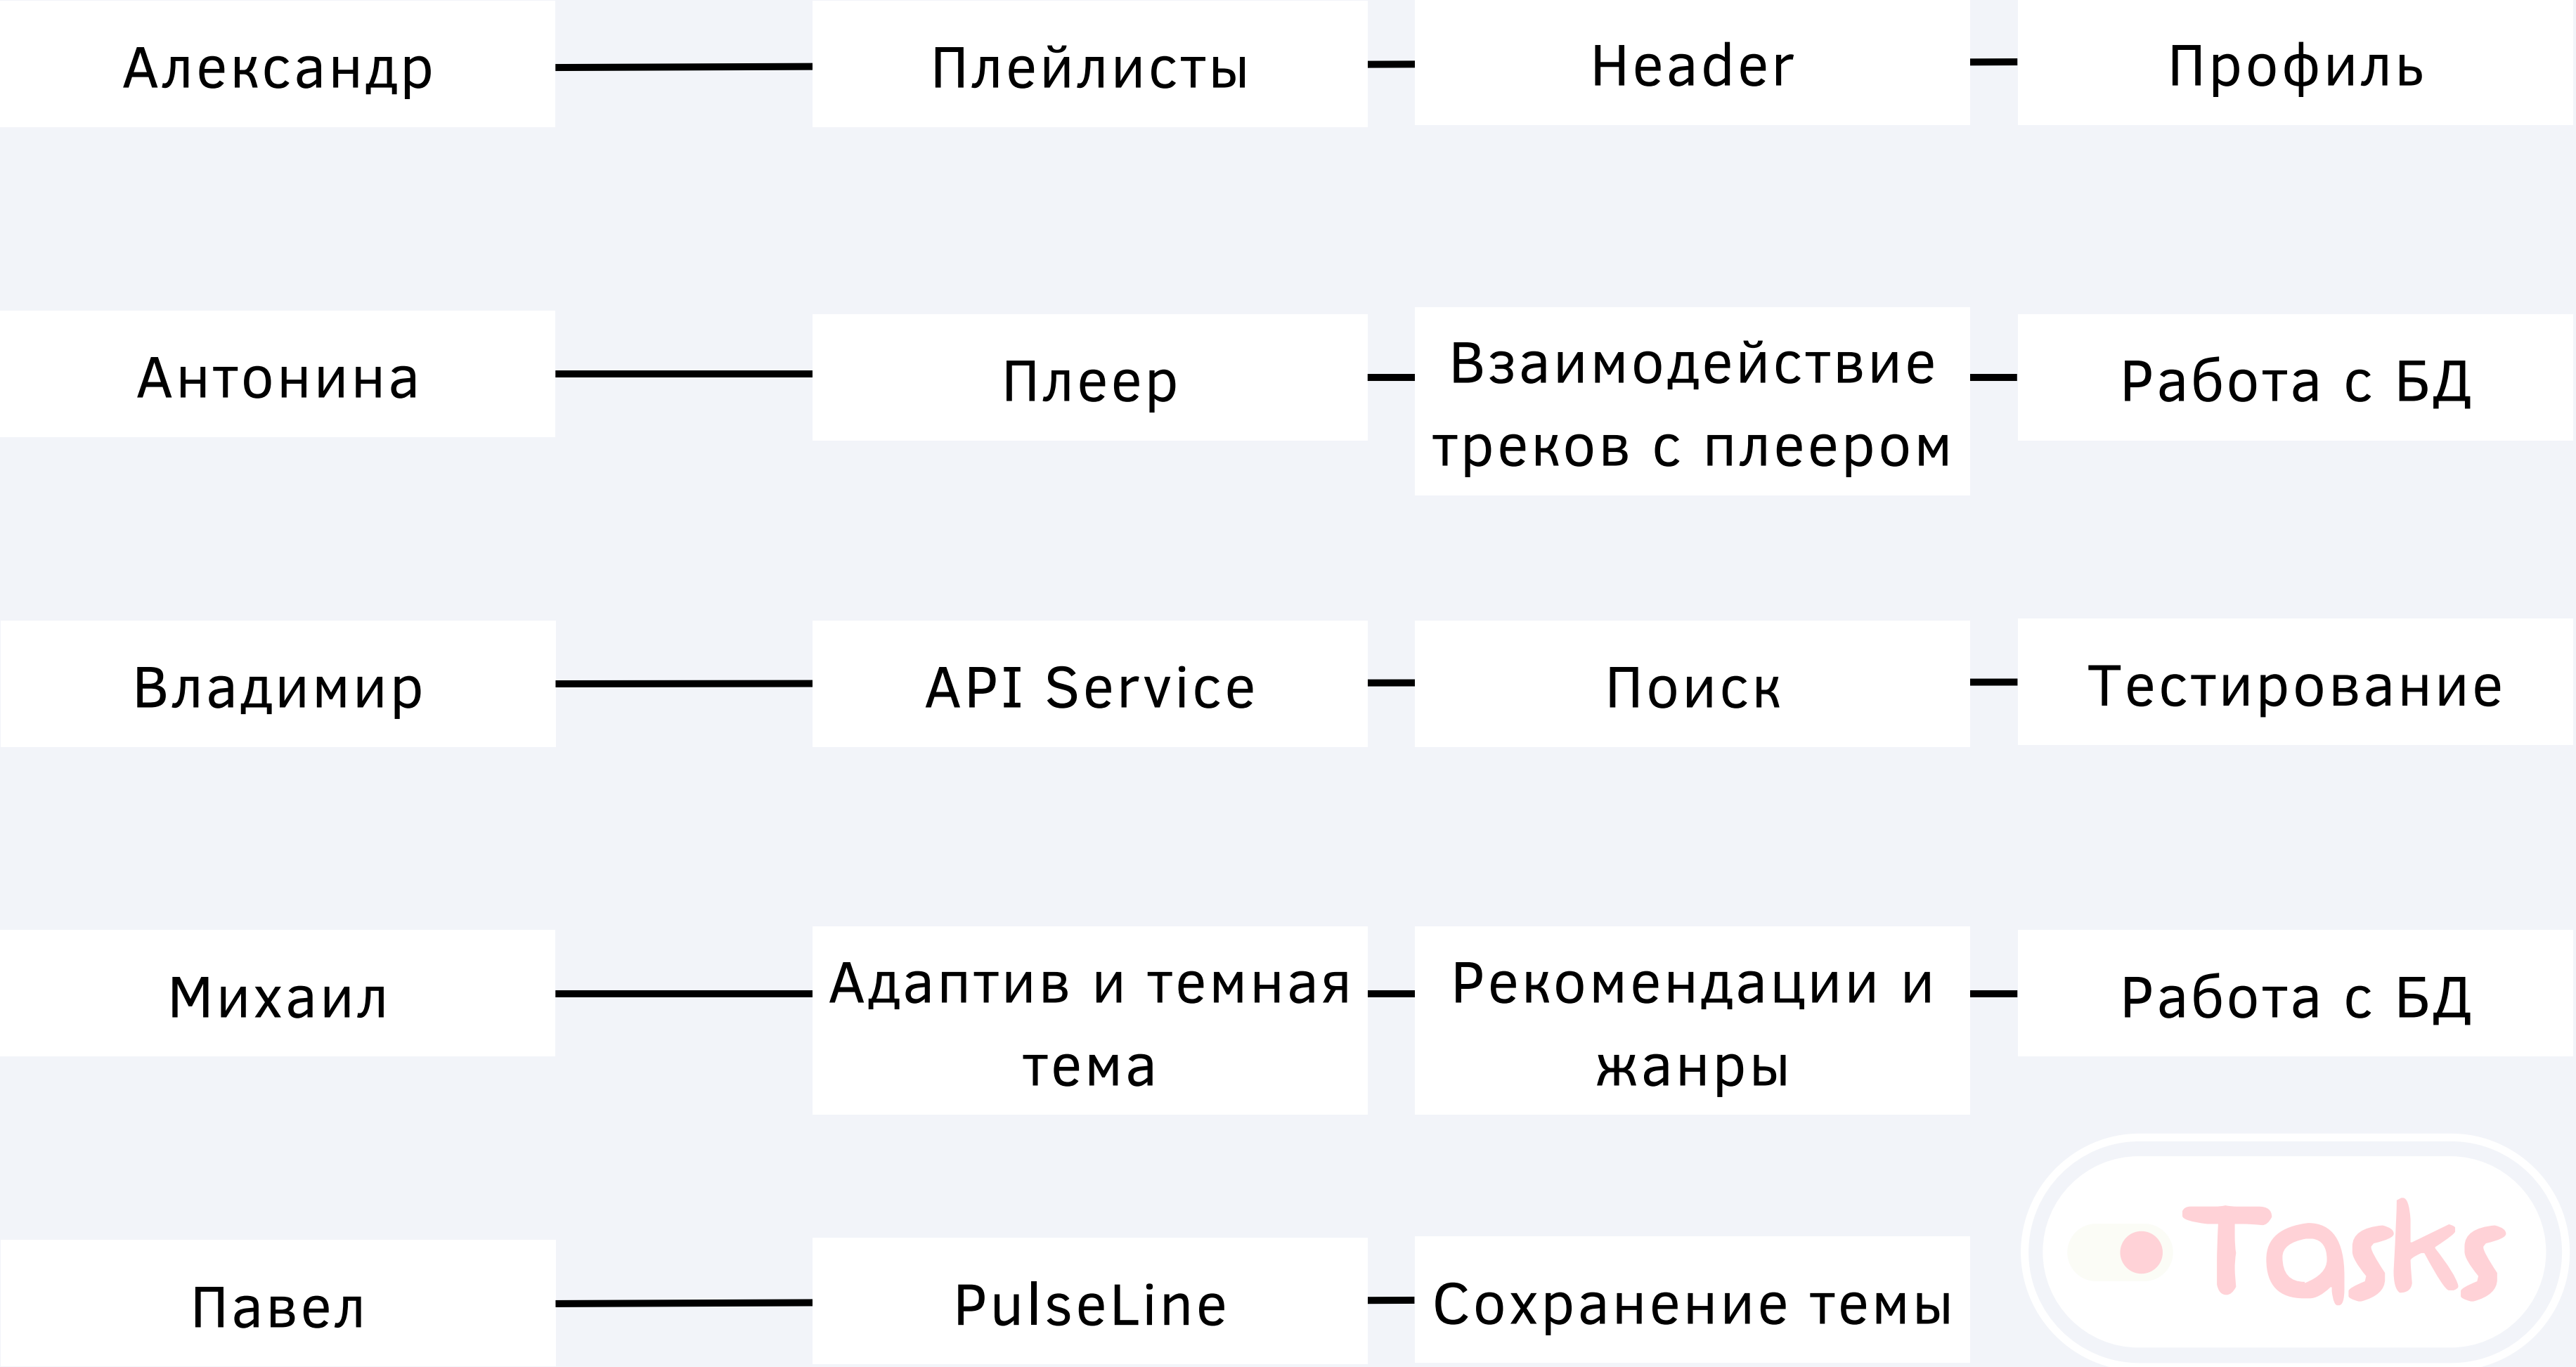 Александр
Плейлисты
Header
Профиль
Антонина
Плеер
Взаимодействие
треков с плеером
Работа с БД
Владимир
API Service
Поиск
Тестирование
Михаил
Адаптив и темная
тема
Рекомендации и
жанры
Работа с БД
Павел
PulseLine
Сохранение темы
Tasks